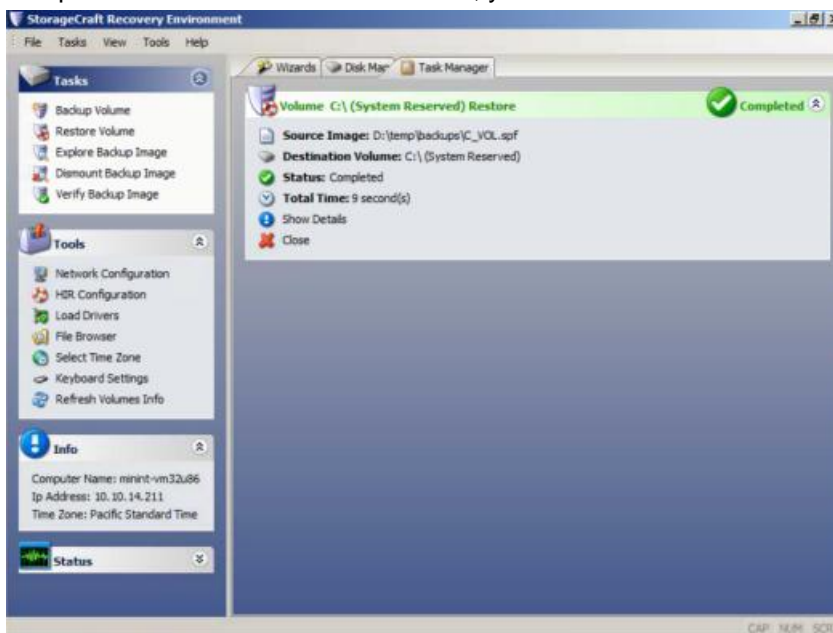 StorageCraft Recovery Environment
File Tasks View Tools Help
Tasks
Backup Volume
Restore Volume
Explore Backup Image
Dismount Backup Image
Verify Backup Image
Tools
Network Configuration
HIR Configuration
Load Drivers
File Browser
Select Time Zone
Keyboard Settings
Refresh Volumes Info
Info
Computer Name: minint-vm32u86
Ip Address: 10.10.14.211
Time Zone: Pacific Standard Time
Status
Wizards Disk Map Task Manager
Volume C:\ (System Reserved) Restore Completed
Source Image: D:\temp\backups\C_VOL.spf
Destination Volume: C:\ (System Reserved)
Status: Completed
Total Time: 9 second(s)
Show Details
Close
CAP NUM SCR